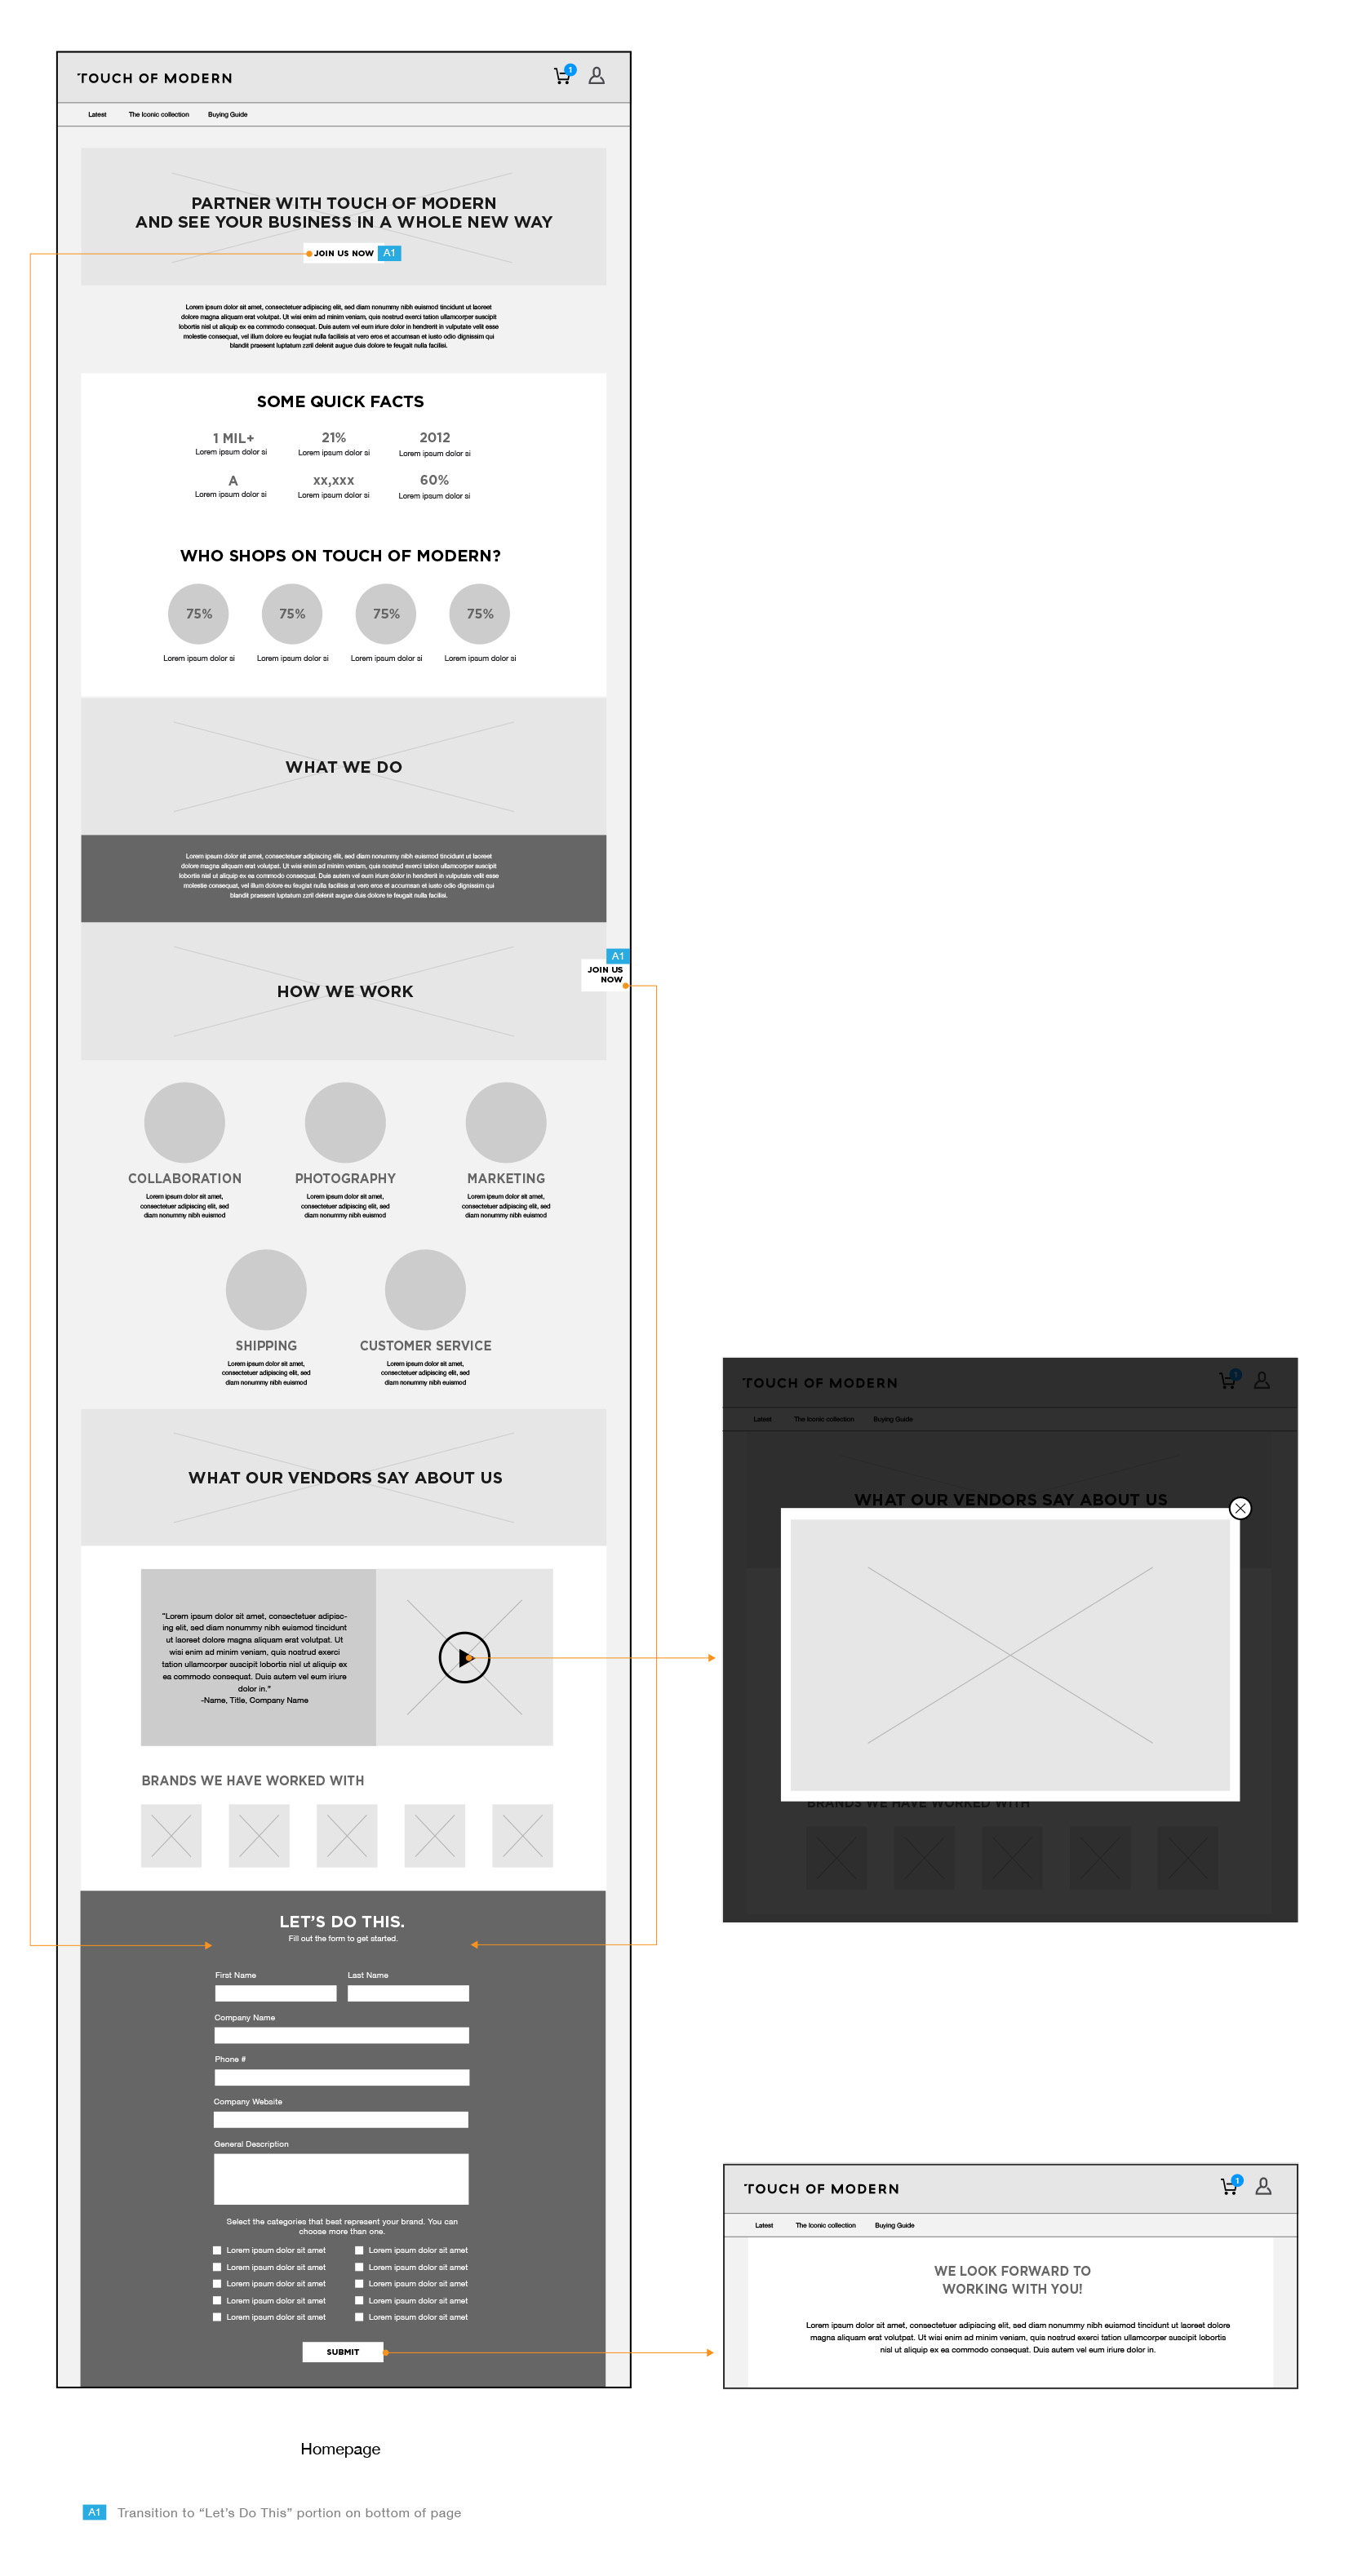 TOUCH OF MODERN
1
Latest The Iconic collection Buying Guide
PARTNER WITH TOUCH OF MODERN
AND SEE YOUR BUSINESS IN A WHOLE NEW WAY
JOIN US NOW A1
Lorem ipsum dolor sit amet, consectetuer adipiscing elit, sed diam nonummy nibh euismod tincidunt ut laoreet
dolore magna aliquam erat volutpat. Ut wisi enim ad minim veniam, quis nostrud exerci tation ullamcorper suscipit
lobortis nisl ut aliquip ex ea commodo consequat. Duis autem vel eum iriure dolor in hendrerit in vulputate velit esse
molestie consequat, vel illum dolore eu feugiat nulla facilisis at vero eros et accumsan et iusto odio dignissim qui
blandit praesent luptatum zzril delenit augue duis dolore te feugait nulla facilisi.
SOME QUICK FACTS
1 MIL+ 21% 2012
Lorem ipsum dolor si Lorem ipsum dolor si Lorem ipsum dolor si
A xx,xxx 60%
Lorem ipsum dolor si Lorem ipsum dolor si Lorem ipsum dolor si
WHO SHOPS ON TOUCH OF MODERN?
75% 75% 75% 75%
Lorem ipsum dolor si Lorem ipsum dolor si Lorem ipsum dolor si Lorem ipsum dolor si
WHAT WE DO
Lorem ipsum dolor sit amet, consectetuer adipiscing elit, sed diam nonummy nibh euismod tincidunt ut laoreet
dolore magna aliquam erat volutpat. Ut wisi enim ad minim veniam, quis nostrud exerci tation ullamcorper suscipit
lobortis nisl ut aliquip ex ea commodo consequat. Duis autem vel eum iriure dolor in hendrerit in vulputate velit esse
molestie consequat, vel illum dolore eu feugiat nulla facilisis at vero eros et accumsan et iusto odio dignissim qui
blandit praesent luptatum zzril delenit augue duis dolore te feugait nulla facilisi.
A1
JOIN US
NOW
HOW WE WORK
COLLABORATION PHOTOGRAPHY MARKETING
Lorem ipsum dolor sit amet, Lorem ipsum dolor sit amet, Lorem ipsum dolor sit amet,
consectetuer adipiscing elit, sed consectetuer adipiscing elit, sed consectetuer adipiscing elit, sed
diam nonummy nibh euismod diam nonummy nibh euismod diam nonummy nibh euismod
SHIPPING CUSTOMER SERVICE
Lorem ipsum dolor sit amet, Lorem ipsum dolor sit amet,
consectetuer adipiscing elit, sed consectetuer adipiscing elit, sed
diam nonummy nibh euismod diam nonummy nibh euismod
WHAT OUR VENDORS SAY ABOUT US
"Lorem ipsum dolor sit amet, consectetuer adipisc-
ing elit, sed diam nonummy nibh euismod tincidunt
ut laoreet dolore magna aliquam erat volutpat. Ut
wisi enim ad minim veniam, quis nostrud exerci
tation ullamcorper suscipit lobortis nisl ut aliquip ex
ea commodo consequat. Duis autem vel eum iriure
dolor in."
-Name, Title, Company Name
BRANDS WE HAVE WORKED WITH
LET'S DO THIS.
Fill out the form to get started.
First Name Last Name
Company Name
Phone #
Company Website
General Description
Select the categories that best represent your brand. You can
choose more than one.
Lorem ipsum dolor sit amet Lorem ipsum dolor sit amet
Lorem ipsum dolor sit amet Lorem ipsum dolor sit amet
Lorem ipsum dolor sit amet Lorem ipsum dolor sit amet
Lorem ipsum dolor sit amet Lorem ipsum dolor sit amet
Lorem ipsum dolor sit amet Lorem ipsum dolor sit amet
SUBMIT
TOUCH OF MODERN
1
Latest The Iconic collection Buying Guide
WHAT OUR VENDORS SAY ABOUT US
BRANDS WE HAVE WORKED WITH
TOUCH OF MODERN
1
Latest The Iconic collection Buying Guide
WE LOOK FORWARD TO
WORKING WITH YOU!
Lorem ipsum dolor sit amet, consectetuer adipiscing elit, sed diam nonummy nibh euismod tincidunt ut laoreet dolore
magna aliquam erat volutpat. Ut wisi enim ad minim veniam, quis nostrud exerci tation ullamcorper suscipit lobortis
nisl ut aliquip ex ea commodo consequat. Duis autem vel eum iriure dolor in.
Homepage
A1 Transition to “Let’s Do This” portion on bottom of page